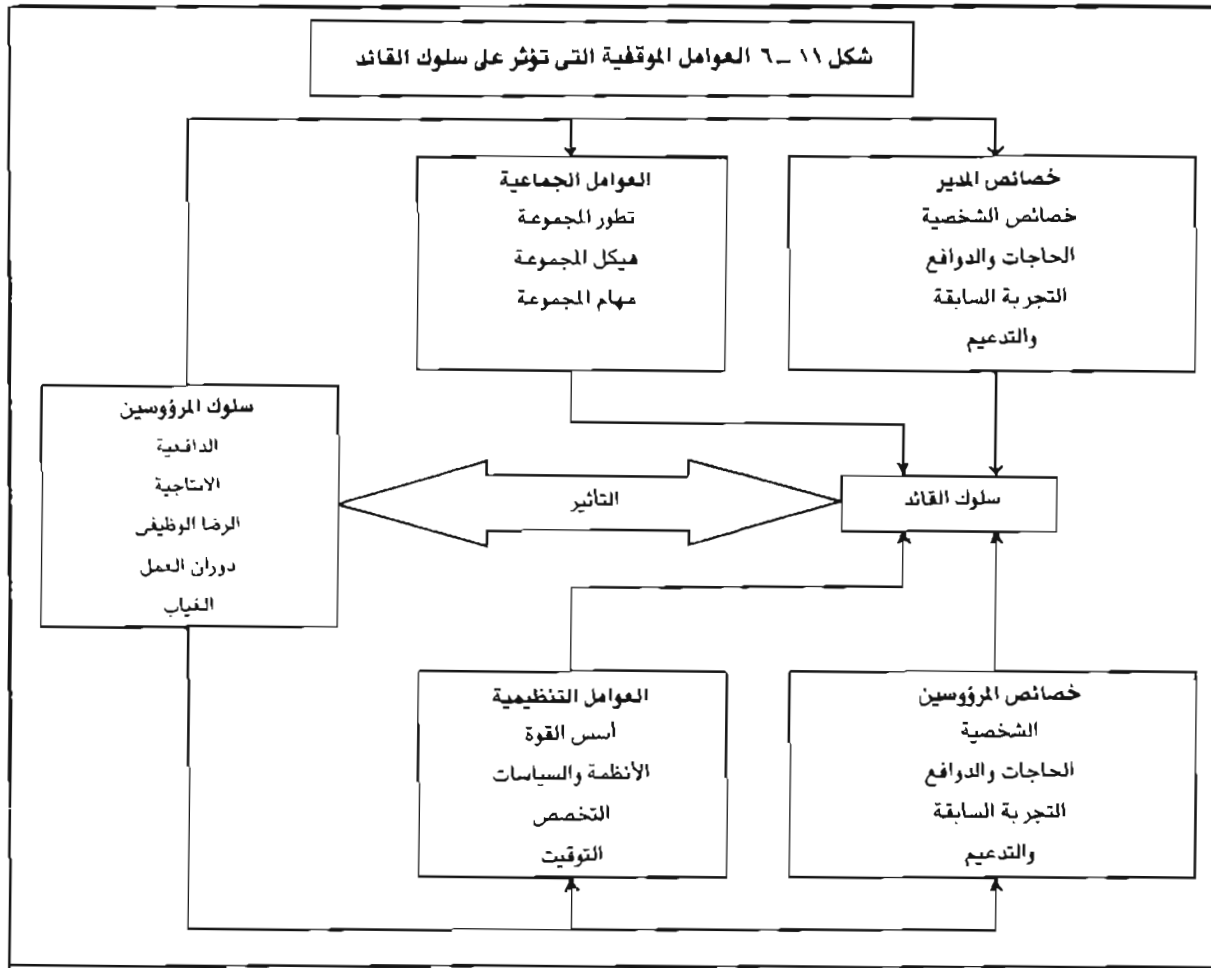 شكل ١١ – ٦ العوامل الموقفية التى تؤثر على سلوك القائد
خصائص المدير
خصائص الشخصية
الحاجات والدوافع
التجربة السابقة
والتدعيم
العوامل الجماعية
تطور المجموعة
هيكل المجموعة
مهام المجموعة
سلوك المرؤوسين
الدافعية
الانتاجية
الرضا الوظيفى
دوران العمل
الغياب
التأثير
سلوك القائد
خصائص المرؤوسين
الشخصية
الحاجات والدوافع
التجربة السابقة
والتدعيم
العوامل التنظيمية
أسس القوة
الأنظمة والسياسات
التخصص
التوقيت